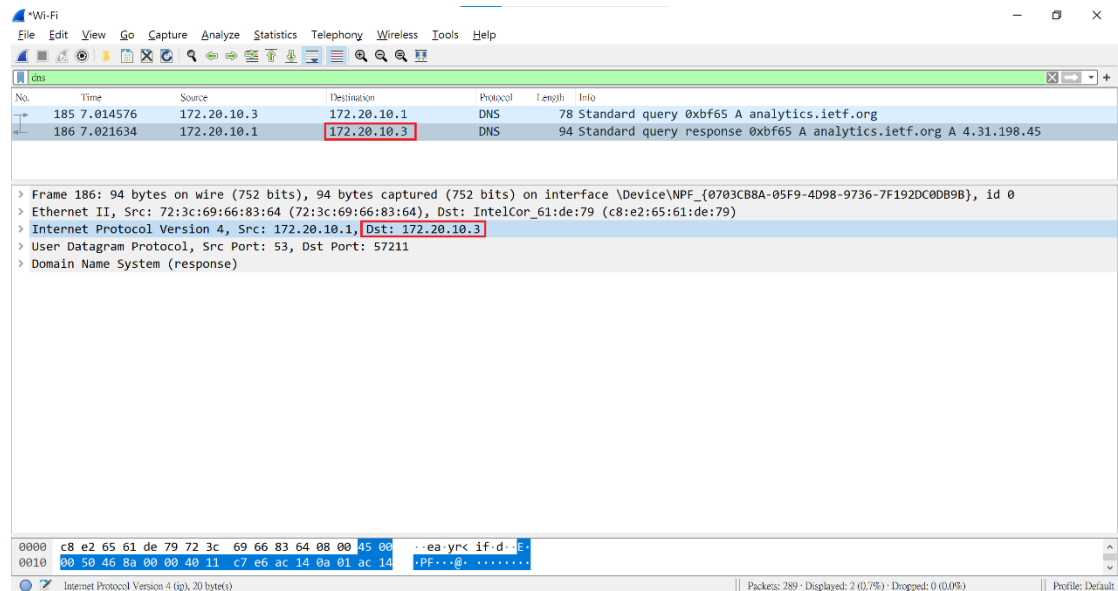 *Wi-Fi
File Edit View Go Capture Analyze Statistics Telephony Wireless Tools Help
dns
No. Time Source Destination Protocol Length Info
185 7.014576 172.20.10.3 172.20.10.1 DNS 78 Standard query 0xbf65 A analytics.ietf.org
186 7.021634 172.20.10.1 172.20.10.3 DNS 94 Standard query response 0xbf65 A analytics.ietf.org A 4.31.198.45
> Frame 186: 94 bytes on wire (752 bits), 94 bytes captured (752 bits) on interface \Device\NPF_{0703CB8A-05F9-4D98-9736-7F192DC0DB9B}, id 0
> Ethernet II, Src: 72:3c:69:66:83:64 (72:3c:69:66:83:64), Dst: IntelCor_61:de:79 (c8:e2:65:61:de:79)
> Internet Protocol Version 4, Src: 172.20.10.1, Dst: 172.20.10.3
> User Datagram Protocol, Src Port: 53, Dst Port: 57211
> Domain Name System (response)
0000 c8 e2 65 61 de 79 72 3c 69 66 83 64 08 00 45 00 ··ea·yr< if·d··E·
0010 00 50 46 8a 00 00 40 11 c7 e6 ac 14 0a 01 ac 14 ·PF···@· ········
Internet Protocol Version 4 (ip), 20 byte(s) Packets: 289 · Displayed: 2 (0.7%) · Dropped: 0 (0.0%) Profile: Default